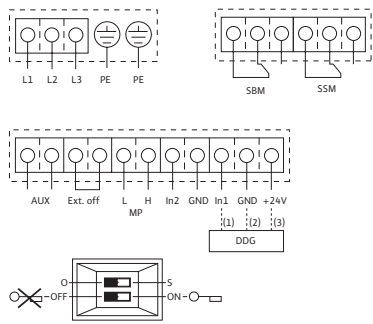 L1 L2 L3 PE PE
SBM SSM
AUX Ext. off L H In2 GND In1 GND +24V
MP
(1) (2) (3)
DDG
O S
OFF ON